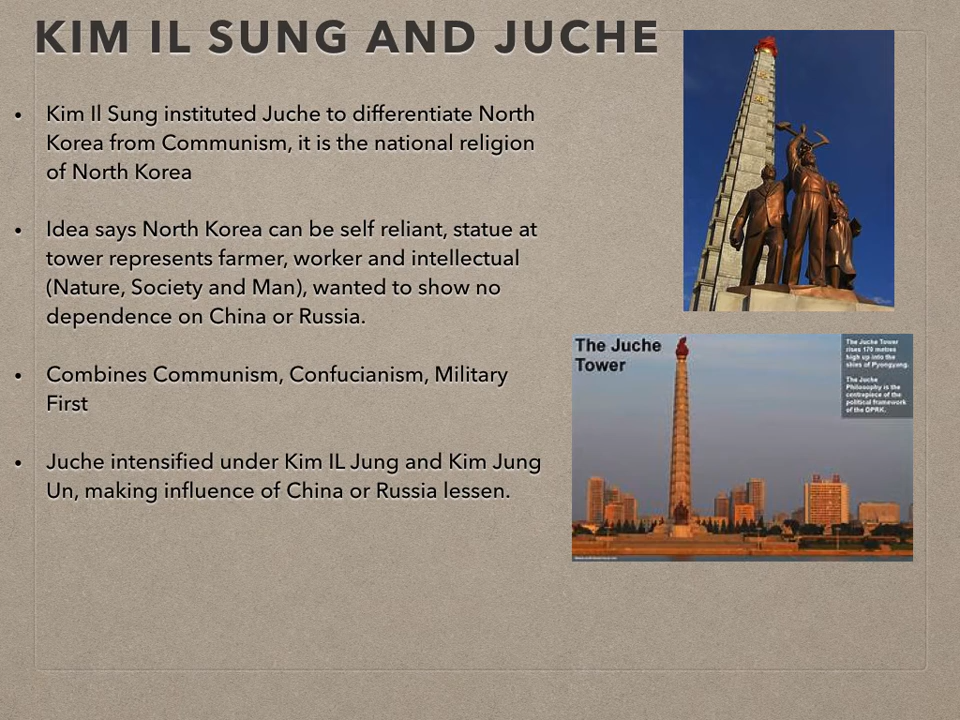 KIM IL SUNG AND JUCHE
• Kim Il Sung instituted Juche to differentiate North
Korea from Communism, it is the national religion
of North Korea
• Idea says North Korea can be self reliant, statue at
tower represents farmer, worker and intellectual
(Nature, Society and Man), wanted to show no
dependence on China or Russia.
• Combines Communism, Confucianism, Military
First
• Juche intensified under Kim IL Jung and Kim Jung
Un, making influence of China or Russia lessen.
The Juche
Tower
The Juche Tower
rises 170 metres
high up into the
skies of Pyongyang.
The Juche
Philosophy is the
centrepiece of the
political framework
of the DPRK.